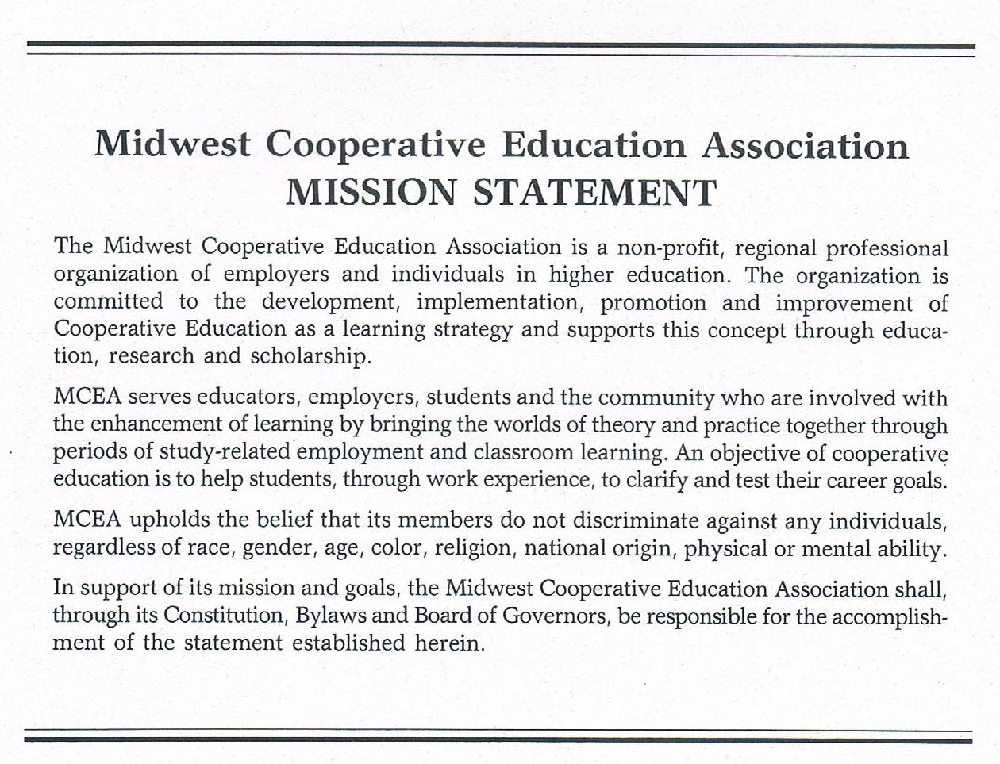 Midwest Cooperative Education Association
MISSION STATEMENT
The Midwest Cooperative Education Association is a non-profit, regional professional
organization of employers and individuals in higher education. The organization is
committed to the development, implementation, promotion and improvement of
Cooperative Education as a learning strategy and supports this concept through educa-
tion, research and scholarship.
MCEA serves educators, employers, students and the community who are involved with
the enhancement of learning by bringing the worlds of theory and practice together through
periods of study-related employment and classroom learning. An objective of cooperative
education is to help students, through work experience, to clarify and test their career goals.
MCEA upholds the belief that its members do not discriminate against any individuals,
regardless of race, gender, age, color, religion, national origin, physical or mental ability.
In support of its mission and goals, the Midwest Cooperative Education Association shall,
through its Constitution, Bylaws and Board of Governors, be responsible for the accomplish-
ment of the statement established herein.